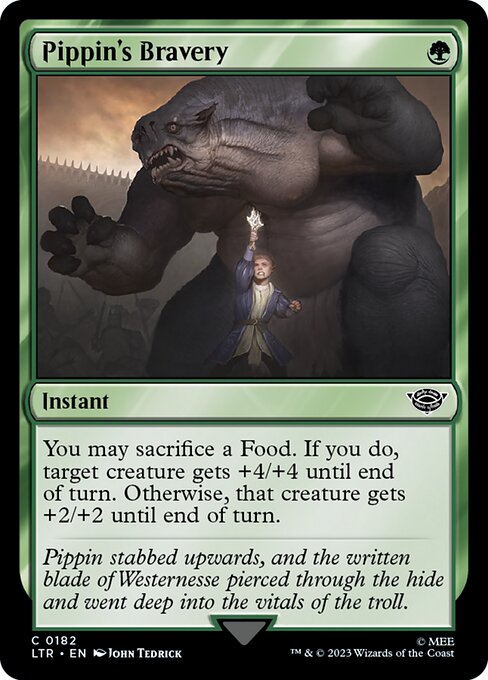 Pippin's Bravery
Instant
You may sacrifice a Food. If you do,
target creature gets +4/+4 until end
of turn. Otherwise, that creature gets
+2/+2 until end of turn.
Pippin stabbed upwards, and the written
blade of Westernesse pierced through the hide
and went deep into the vitals of the troll.
C 0182
LTR • EN John Tedrick
© MEE
™ & © 2023 Wizards of the Coast